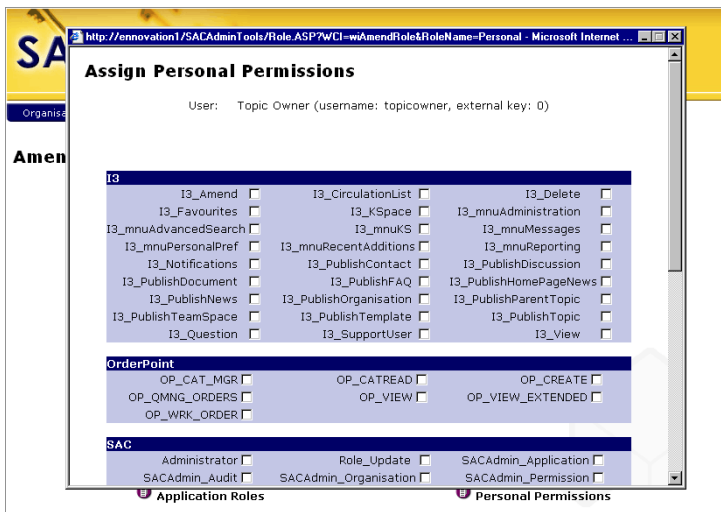 SA
http://ennovation1/SACAdminTools/Role.ASP?WCI=wiAmendRole&RoleName=Personal - Microsoft Internet ...
Organisa
Amen
Assign Personal Permissions
User: Topic Owner (username: topicowner, external key: 0)
I3
I3_Amend I3_CirculationList I3_Delete
I3_Favourites I3_KSpace I3_mnuAdministration
I3_mnuAdvancedSearch I3_mnuKS I3_mnuMessages
I3_mnuPersonalPref I3_mnuRecentAdditions I3_mnuReporting
I3_Notifications I3_PublishContact I3_PublishDiscussion
I3_PublishDocument I3_PublishFAQ I3_PublishHomePageNews
I3_PublishNews I3_PublishOrganisation I3_PublishParentTopic
I3_PublishTeamSpace I3_PublishTemplate I3_PublishTopic
I3_Question I3_SupportUser I3_View
OrderPoint
OP_CAT_MGR OP_CATREAD OP_CREATE
OP_QMNG_ORDERS OP_VIEW OP_VIEW_EXTENDED
OP_WRK_ORDER
SAC
Administrator Role_Update SACAdmin_Application
SACAdmin_Audit SACAdmin_Organisation SACAdmin_Permission
Application Roles Personal Permissions